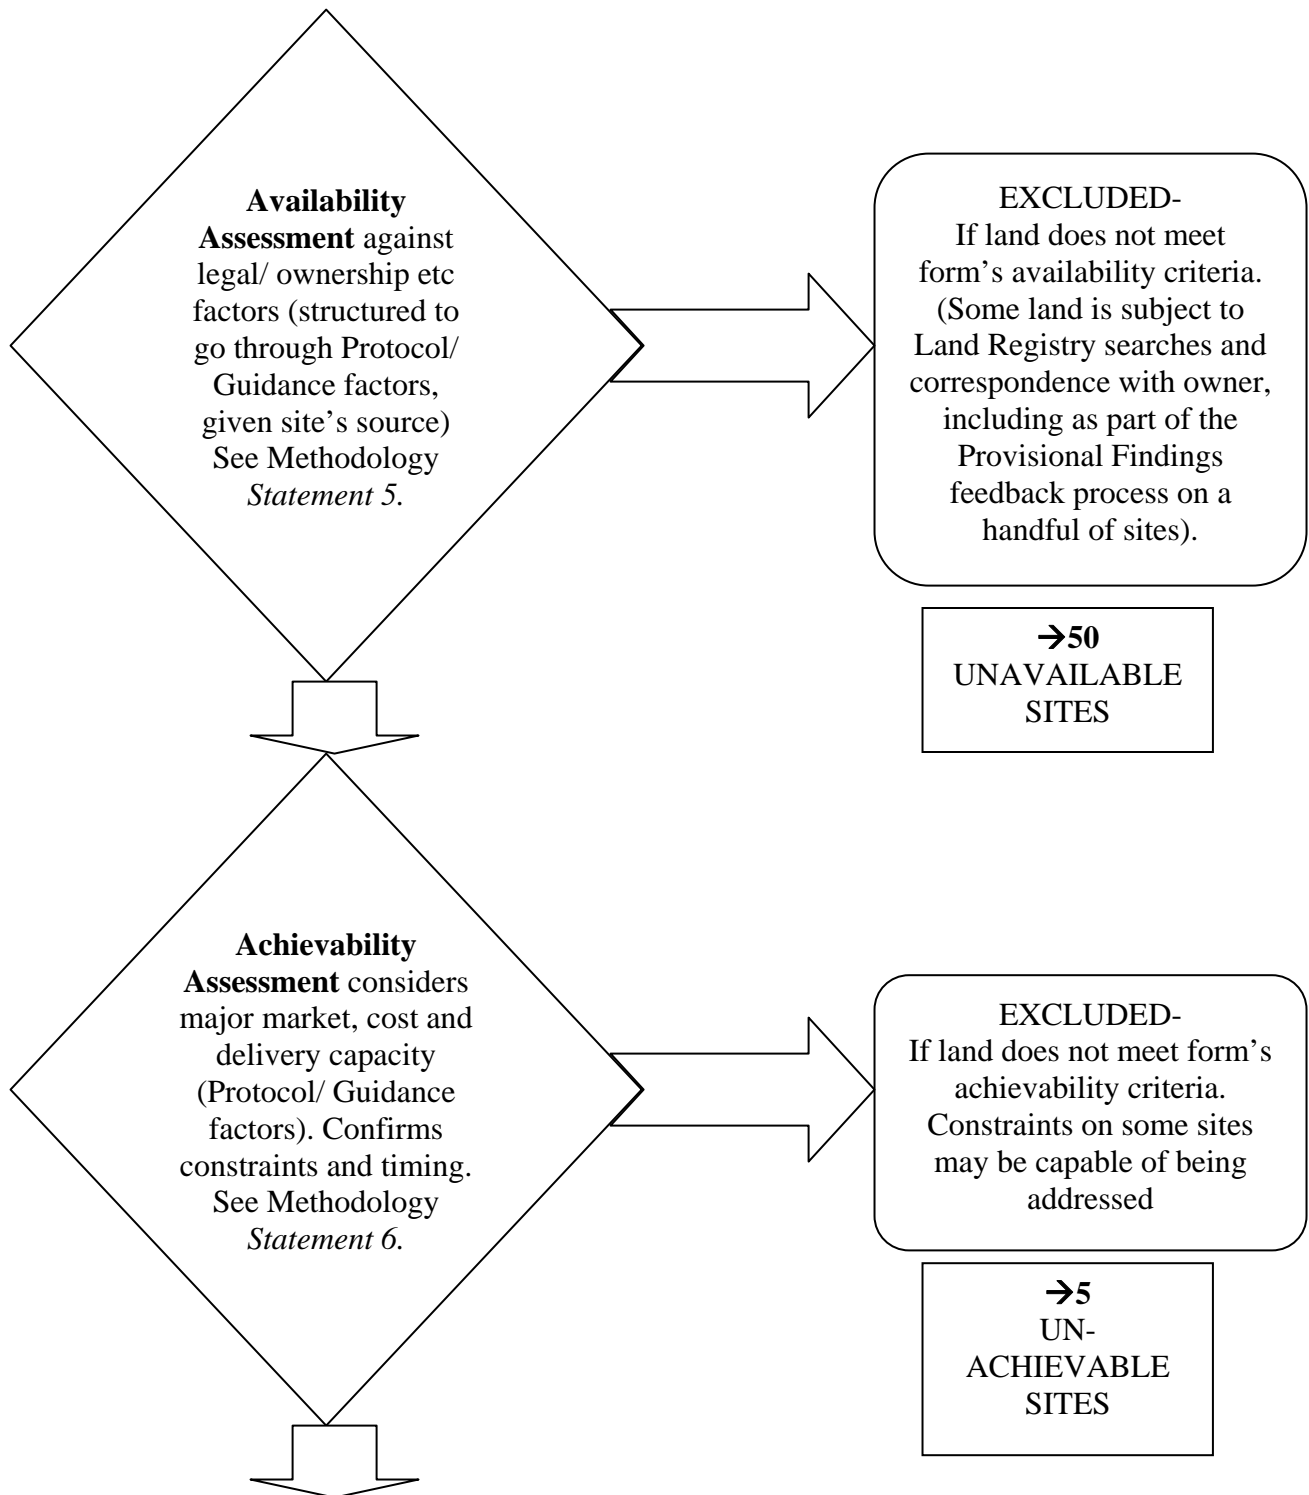 Availability
Assessment against
legal/ ownership etc
factors (structured to
go through Protocol/
Guidance factors,
given site’s source)
See Methodology
Statement 5.
EXCLUDED-
If land does not meet
form’s availability criteria.
(Some land is subject to
Land Registry searches and
correspondence with owner,
including as part of the
Provisional Findings
feedback process on a
handful of sites).
→50
UNAVAILABLE
SITES
Achievability
Assessment considers
major market, cost and
delivery capacity
(Protocol/ Guidance
factors). Confirms
constraints and timing.
See Methodology
Statement 6.
EXCLUDED-
If land does not meet form’s
achievability criteria.
Constraints on some sites
may be capable of being
addressed
→5
UN-
ACHIEVABLE
SITES